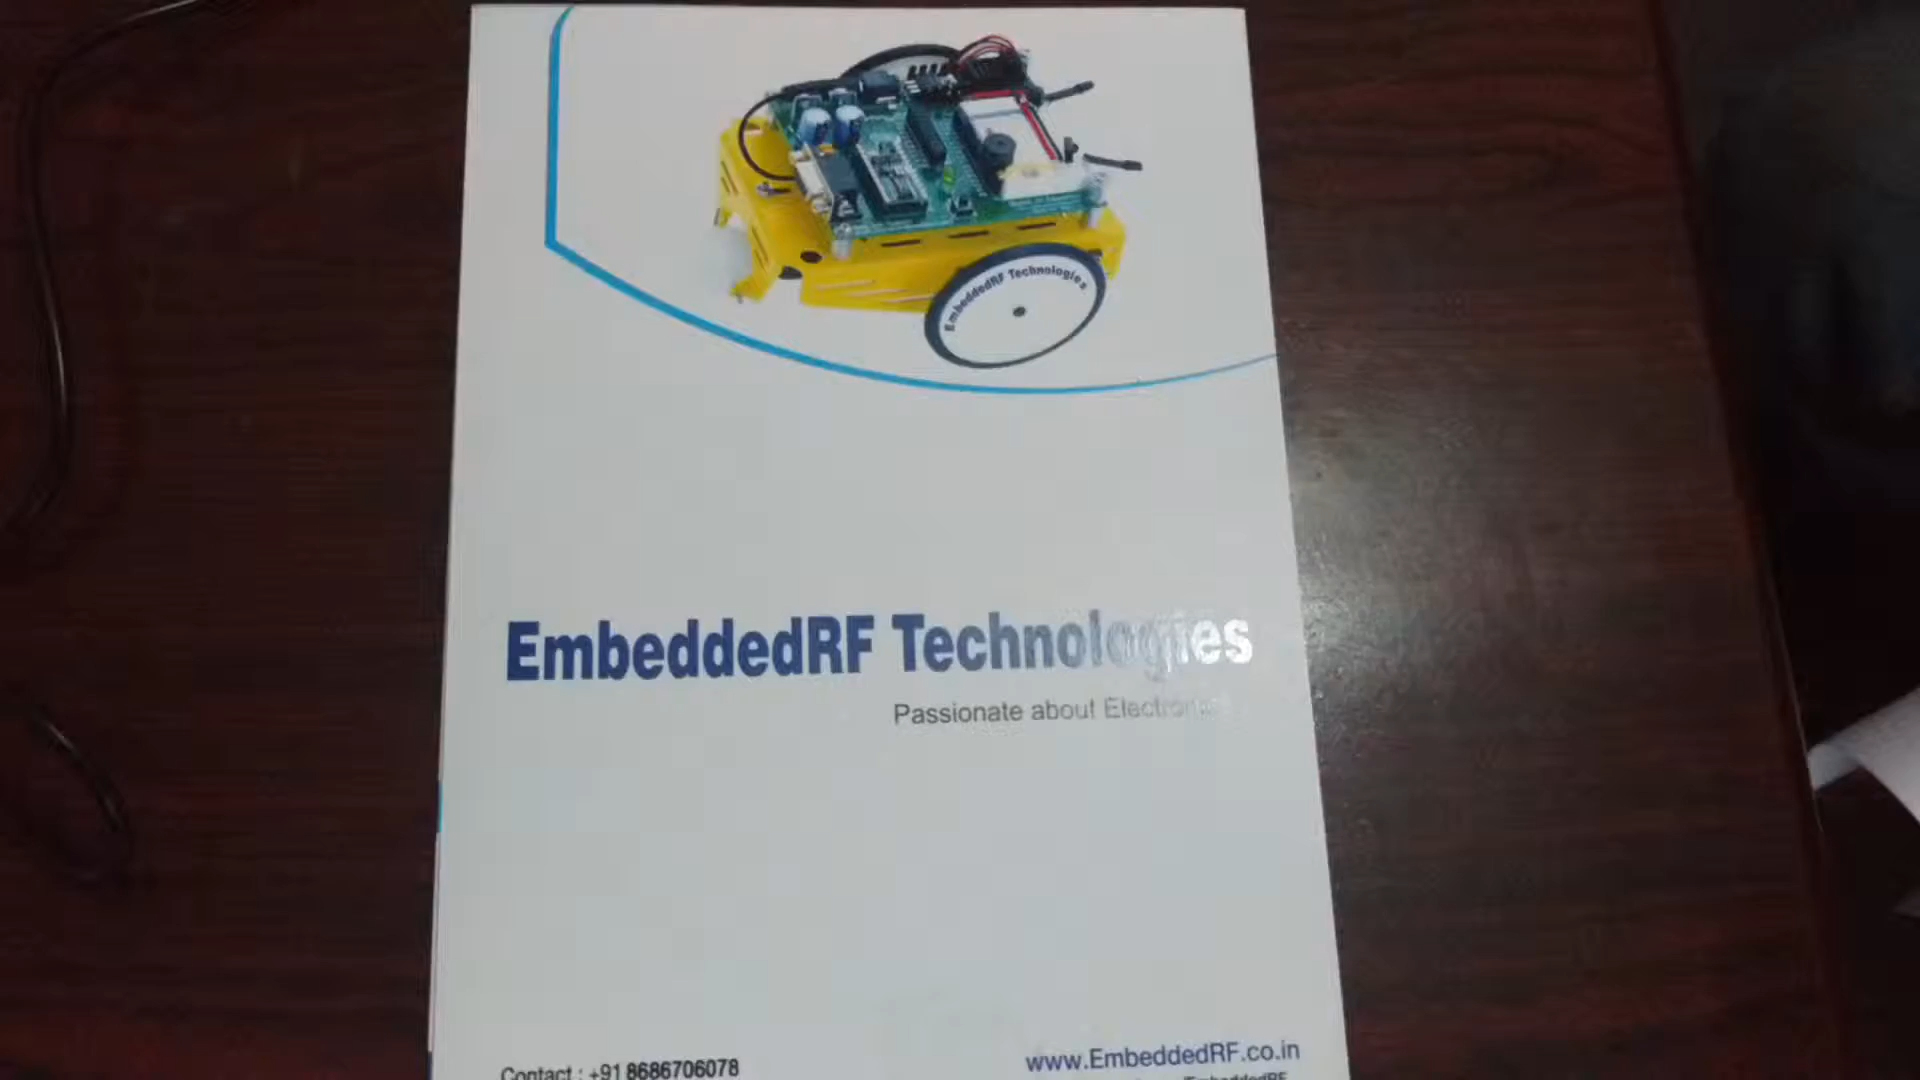 EmbeddedRF Technologies
EmbeddedRF Technologies
Passionate about
Contact : +91 8686706078
www.EmbeddedRF.co.in